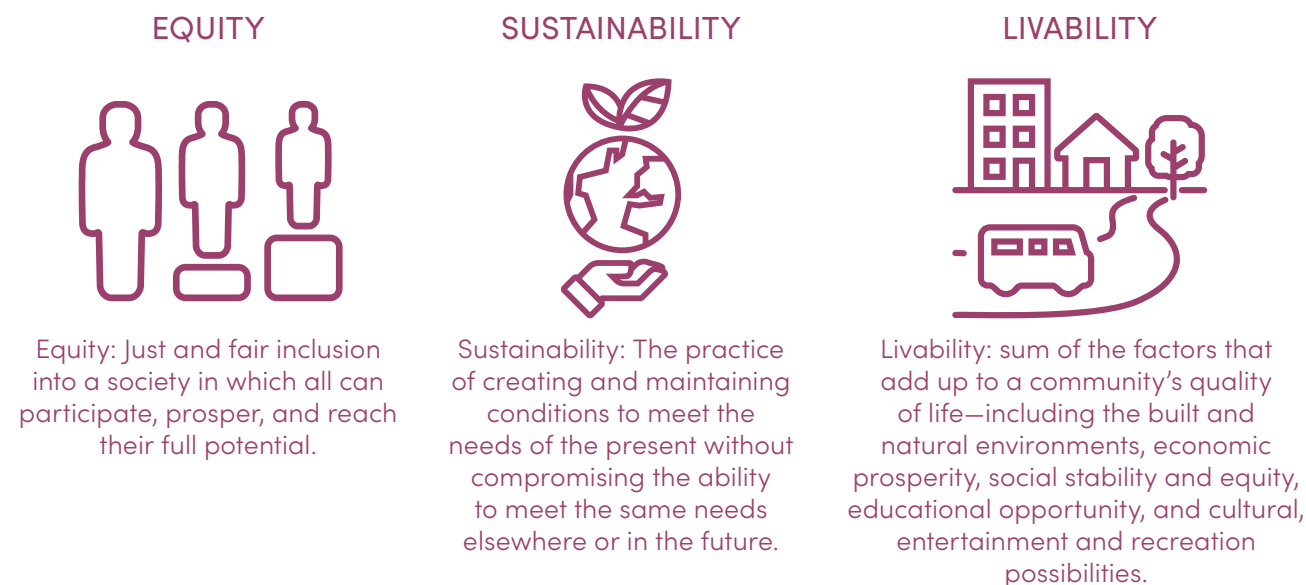 EQUITY
Equity: Just and fair inclusion
into a society in which all can
participate, prosper, and reach
their full potential.
SUSTAINABILITY
Sustainability: The practice
of creating and maintaining
conditions to meet the
needs of the present without
compromising the ability
to meet the same needs
elsewhere or in the future.
LIVABILITY
Livability: sum of the factors that
add up to a community’s quality
of life—including the built and
natural environments, economic
prosperity, social stability and equity,
educational opportunity, and cultural,
entertainment and recreation
possibilities.